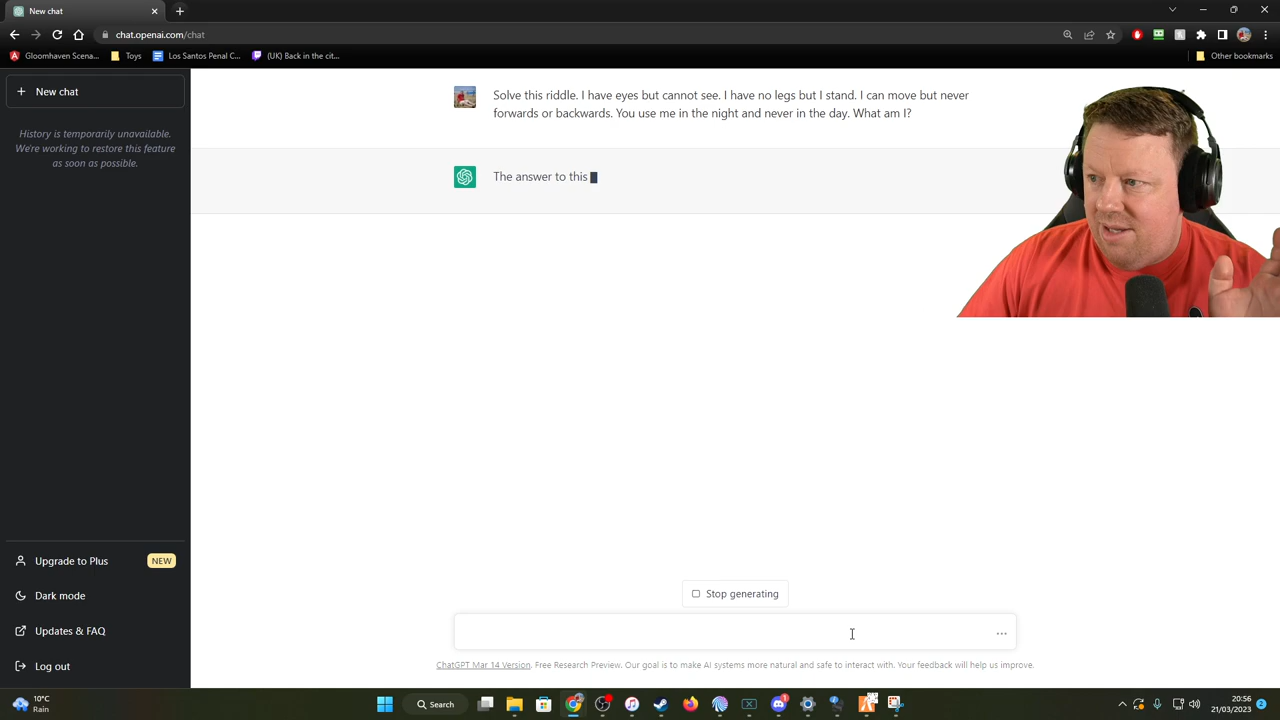 New chat
chat.openai.com/chat
Gloomhaven Scena...
Toys
Los Santos Penal C...
(UK) Back in the cit...
Other bookmarks
New chat
History is temporarily unavailable.
We're working to restore this feature
as soon as possible.
Solve this riddle. I have eyes but cannot see. I have no legs but I stand. I can move but never
forwards or backwards. You use me in the night and never in the day. What am I?
The answer to this
Stop generating
Upgrade to Plus
NEW
Dark mode
Updates & FAQ
Log out
ChatGPT Mar 14 Version. Free Research Preview. Our goal is to make AI systems more natural and safe to interact with. Your feedback will help us improve.
10°C
Rain
Search
1
20:56
21/03/2023
2